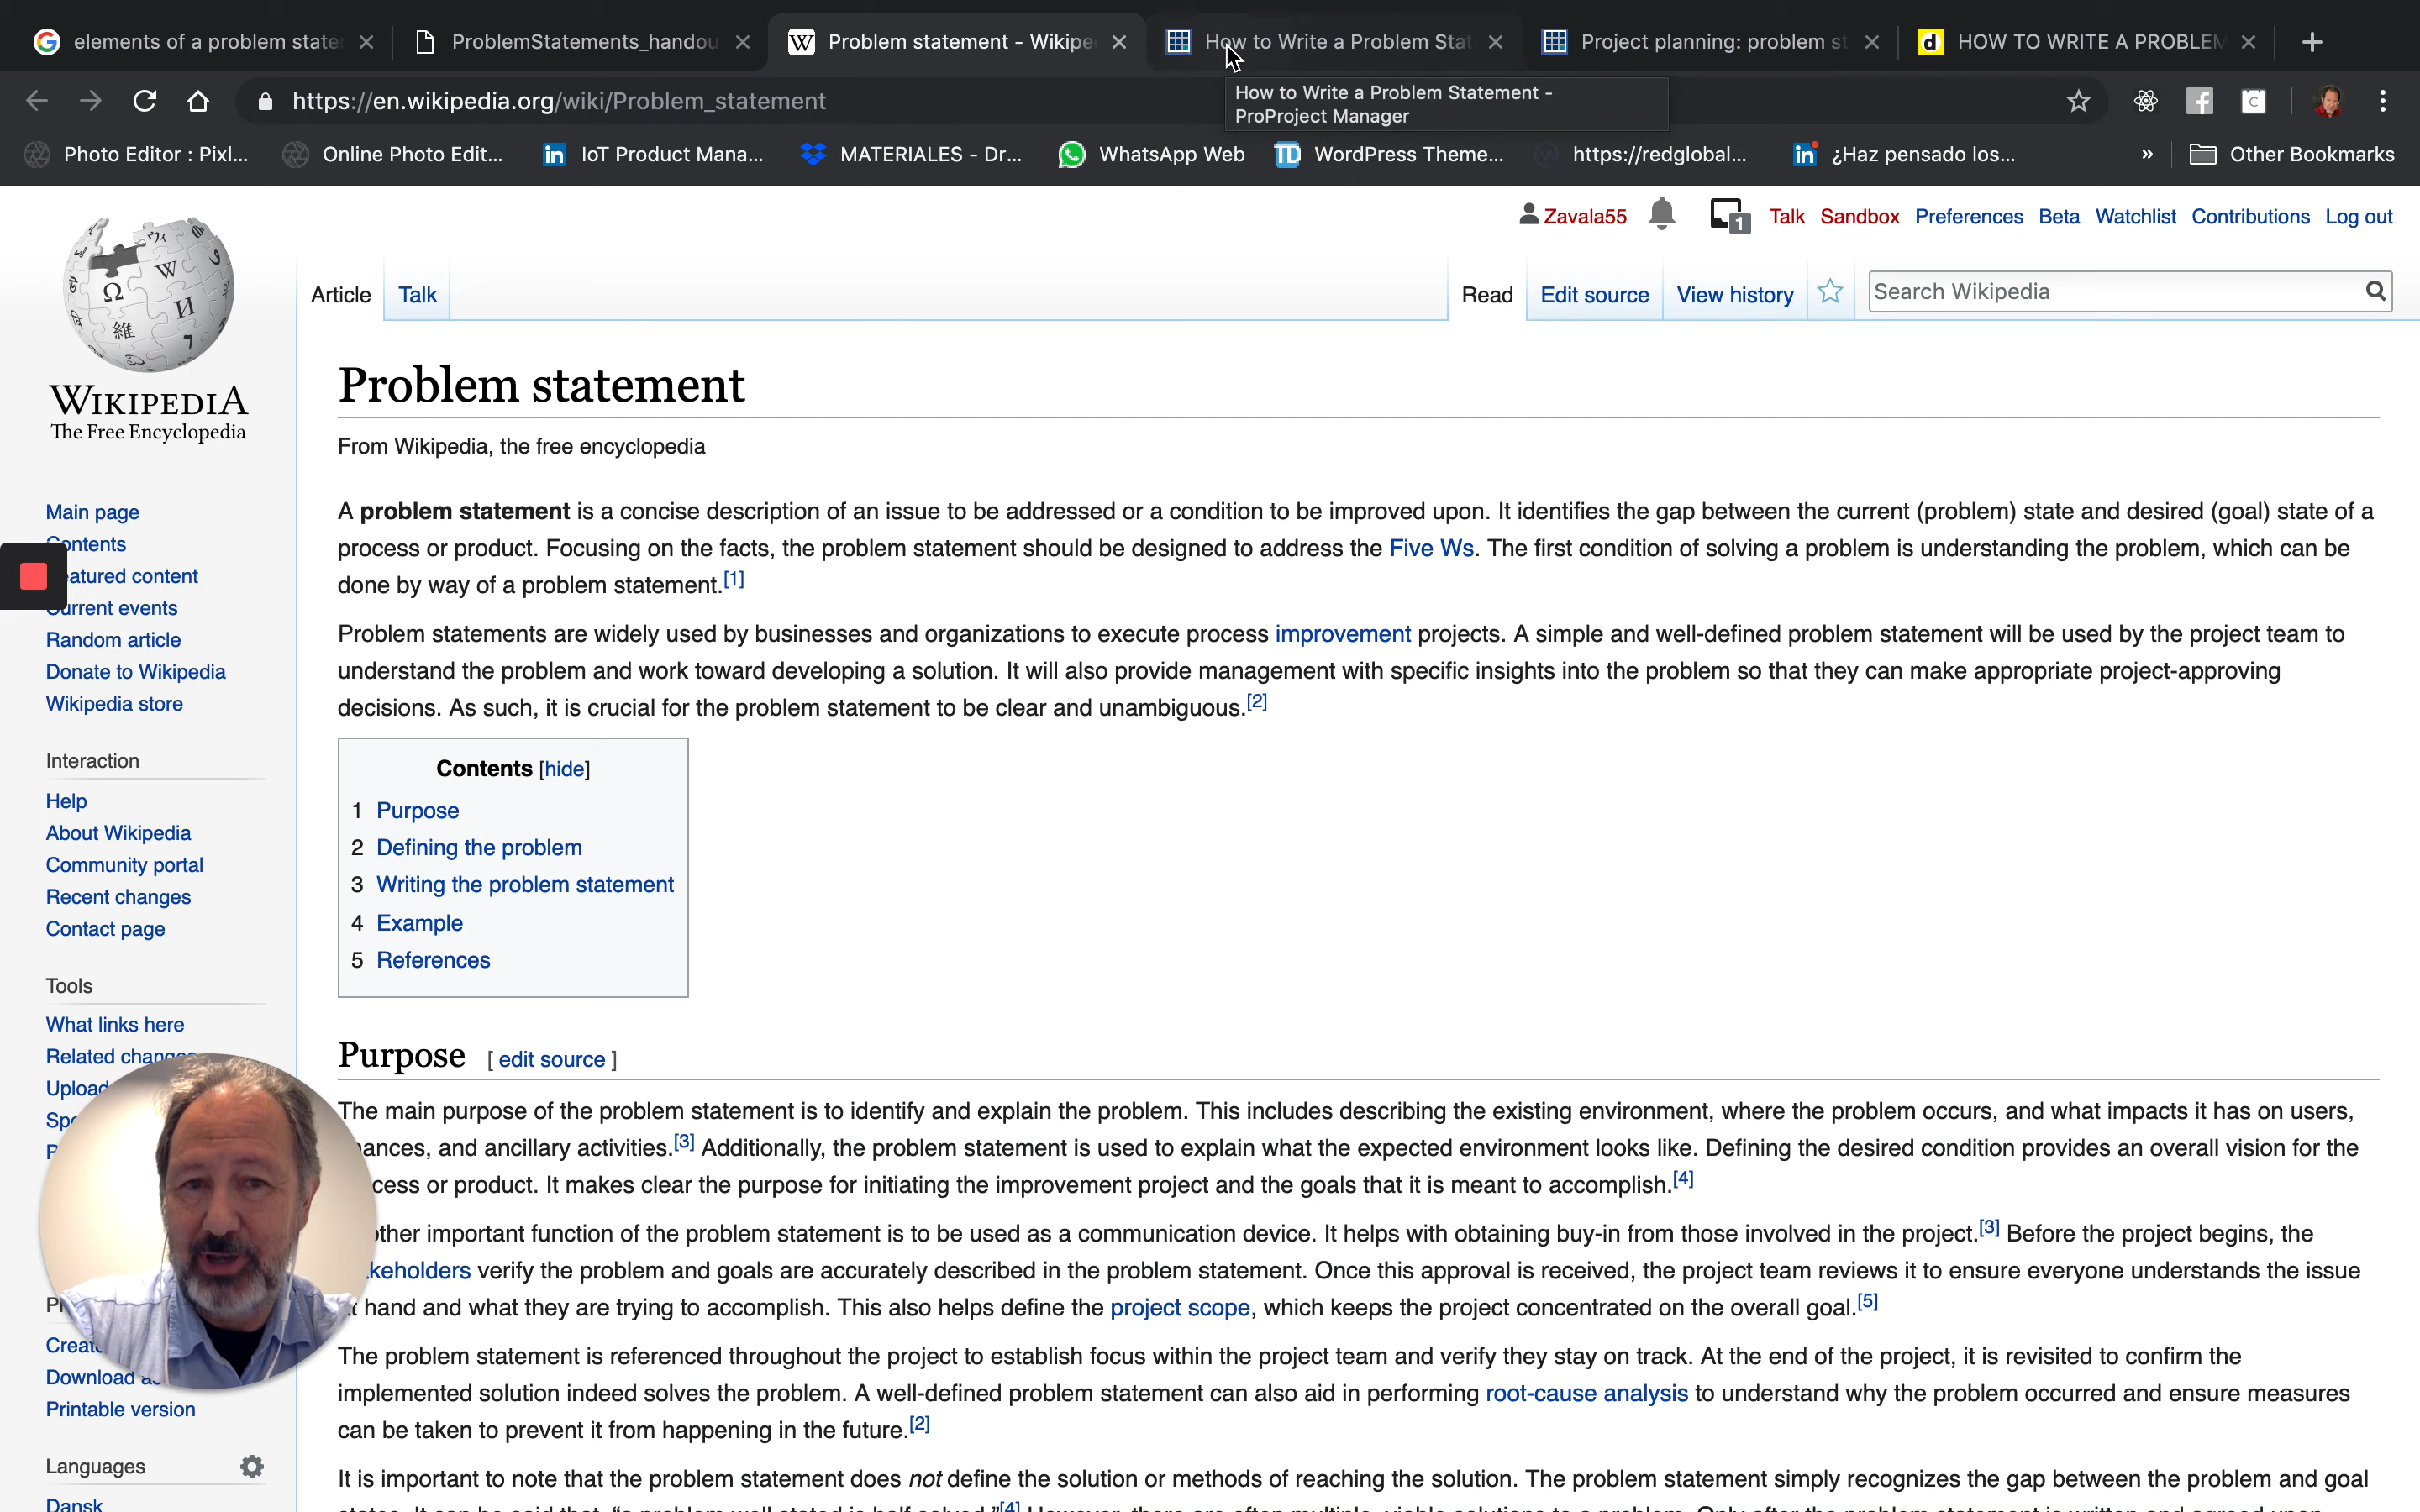 elements of a problem state
ProblemStatements_handou
Problem statement - Wikipe
How to Write a Problem Stat
Project planning: problem st
HOW TO WRITE A PROBLEM
https://en.wikipedia.org/wiki/Problem_statement
How to Write a Problem Statement -
ProProject Manager
Photo Editor : Pixl...
Online Photo Edit...
IoT Product Mana...
MATERIALES - Dr...
WhatsApp Web
WordPress Theme...
https://redglobal...
¿Haz pensado los...
»
Other Bookmarks
Zavala55
1
Talk
Sandbox
Preferences
Beta
Watchlist
Contributions
Log out
WIKIPEDIA
The Free Encyclopedia
Article
Talk
Read
Edit source
View history
Search Wikipedia
Main page
Contents
eatured content
Current events
Random article
Donate to Wikipedia
Wikipedia store
Interaction
Help
About Wikipedia
Community portal
Recent changes
Contact page
Tools
What links here
Related changes
Upload
Spe
Create
Download as
Printable version
Languages
Dansk
Problem statement
From Wikipedia, the free encyclopedia
A problem statement is a concise description of an issue to be addressed or a condition to be improved upon. It identifies the gap between the current (problem) state and desired (goal) state of a
process or product. Focusing on the facts, the problem statement should be designed to address the Five Ws. The first condition of solving a problem is understanding the problem, which can be
done by way of a problem statement.[1]
Problem statements are widely used by businesses and organizations to execute process improvement projects. A simple and well-defined problem statement will be used by the project team to
understand the problem and work toward developing a solution. It will also provide management with specific insights into the problem so that they can make appropriate project-approving
decisions. As such, it is crucial for the problem statement to be clear and unambiguous.[2]
Contents [hide]
1 Purpose
2 Defining the problem
3 Writing the problem statement
4 Example
5 References
Purpose [ edit source ]
The main purpose of the problem statement is to identify and explain the problem. This includes describing the existing environment, where the problem occurs, and what impacts it has on users,
ances, and ancillary activities.[3] Additionally, the problem statement is used to explain what the expected environment looks like. Defining the desired condition provides an overall vision for the
cess or product. It makes clear the purpose for initiating the improvement project and the goals that it is meant to accomplish.[4]
other important function of the problem statement is to be used as a communication device. It helps with obtaining buy-in from those involved in the project.[3] Before the project begins, the
keholders verify the problem and goals are accurately described in the problem statement. Once this approval is received, the project team reviews it to ensure everyone understands the issue
t hand and what they are trying to accomplish. This also helps define the project scope, which keeps the project concentrated on the overall goal.[5]
The problem statement is referenced throughout the project to establish focus within the project team and verify they stay on track. At the end of the project, it is revisited to confirm the
implemented solution indeed solves the problem. A well-defined problem statement can also aid in performing root-cause analysis to understand why the problem occurred and ensure measures
can be taken to prevent it from happening in the future.[2]
It is important to note that the problem statement does not define the solution or methods of reaching the solution. The problem statement simply recognizes the gap between the problem and goal